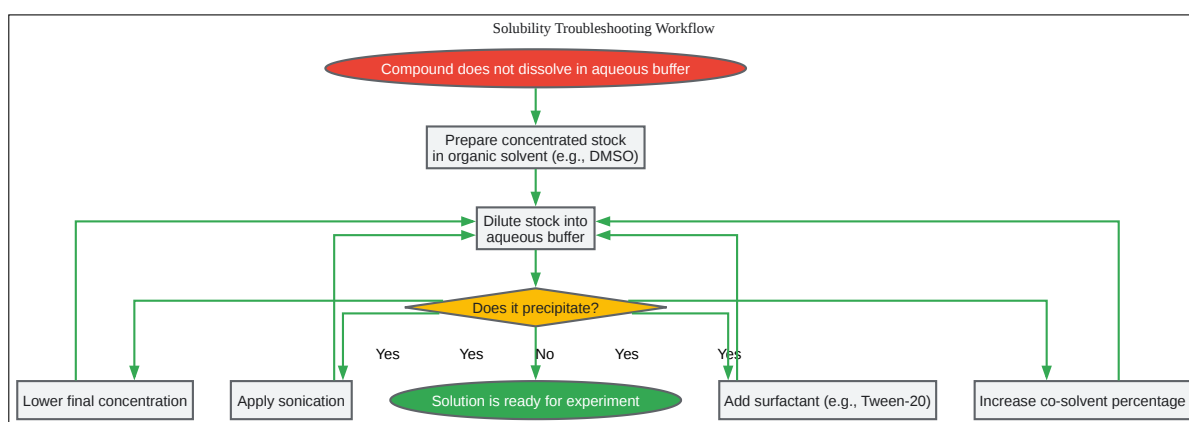 Solubility Troubleshooting Workflow
Compound does not dissolve in aqueous buffer
Prepare concentrated stock
in organic solvent (e.g., DMSO)
Dilute stock into
aqueous buffer
Does it precipitate?
Yes
Yes
No
Yes
Yes
Lower final concentration
Apply sonication
Solution is ready for experiment
Add surfactant (e.g., Tween-20)
Increase co-solvent percentage